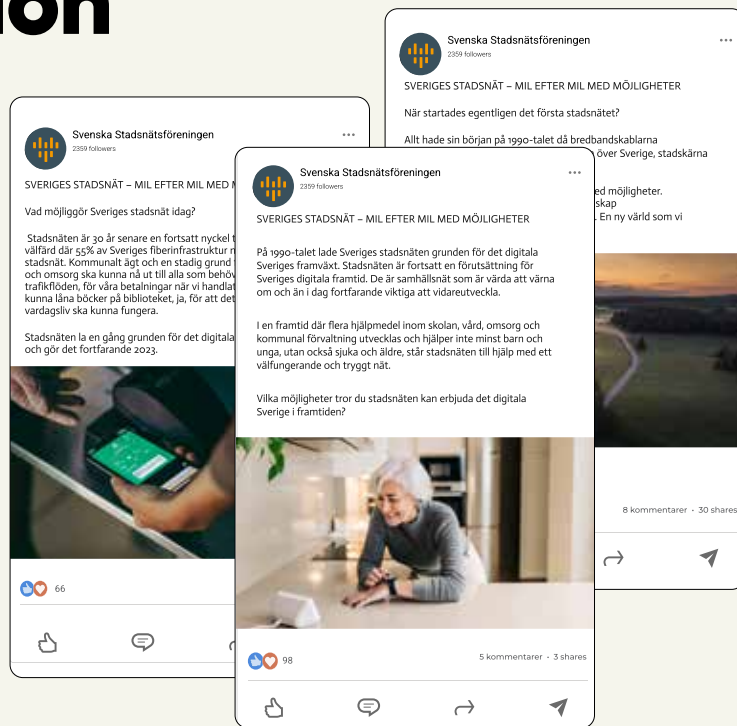 Svenska Stadsnätsföreningen
2359 followers
SVERIGES STADSNÄT – MIL EFTER MIL MED
Vad möjliggör Sveriges stadsnät idag?
Stadsnäten är 30 år senare en fortsatt nyckel
välfärd där 55% av Sveriges fiberinfrastruktur
stadsnät. Kommunalt ägt och en stadig grund
och omsorg ska kunna nå ut till alla som
trafikflöden, för våra betalningar när vi
kunna låna böcker på biblioteket, ja, för att det
vardagsliv ska kunna fungera.
Stadsnäten la en gång grunden för det digitala
och gör det fortfarande 2023.
66
Svenska Stadsnätsföreningen
2359 followers
SVERIGES STADSNÄT – MIL EFTER MIL MED MÖJLIGHETER
På 1990-talet lade Sveriges stadsnäten grunden för det digitala
Sveriges framväxt. Stadsnäten är fortsatt en förutsättning för
Sveriges digitala framtid. De är samhällsnät som är värda att värna
om och än i dag fortfarande viktiga att vidareutveckla.
I en framtid där flera hjälpmedel inom skolan, vård, omsorg och
kommunal förvaltning utvecklas och hjälper inte minst barn och
unga, utan också sjuka och äldre, står stadsnäten till hjälp med ett
välfungerande och tryggt nät.
Vilka möjligheter tror du stadsnäten kan erbjuda det digitala
Sverige i framtiden?
98
5 kommentarer • 3 shares
Svenska Stadsnätsföreningen
2359 followers
SVERIGES STADSNÄT – MIL EFTER MIL MED MÖJLIGHETER
När startades egentligen det första stadsnätet?
Allt hade sin början på 1990-talet då bredbandskablarna
över Sverige, stadskärna
möjligheter.
En ny värld som vi
8 kommentarer • 30 shares